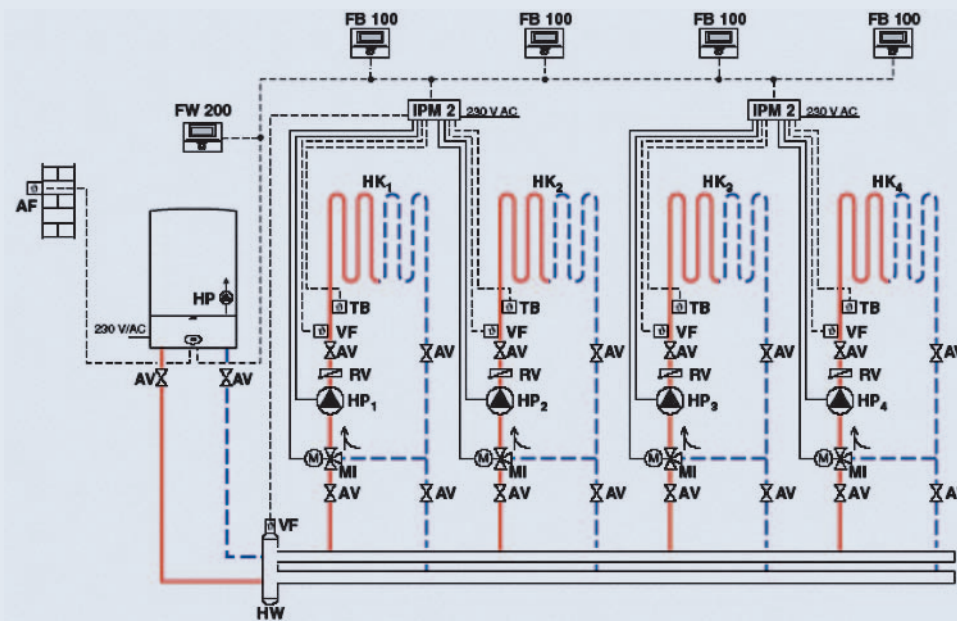 FB 100 FB 100 FB 100 FB 100
FW 200 IPM 2 230 V AC IPM 2 230 V AC
AF HK1 HK2 HK3 HK4
HP TB TB TB TB
230 V/AC VF VF VF VF
AV AV AV AV AV AV AV AV
AV AV RV RV RV RV
HP1 HP2 HP3 HP4
M M M M
MI MI MI MI
AV AV AV AV AV AV AV AV
VF
HW